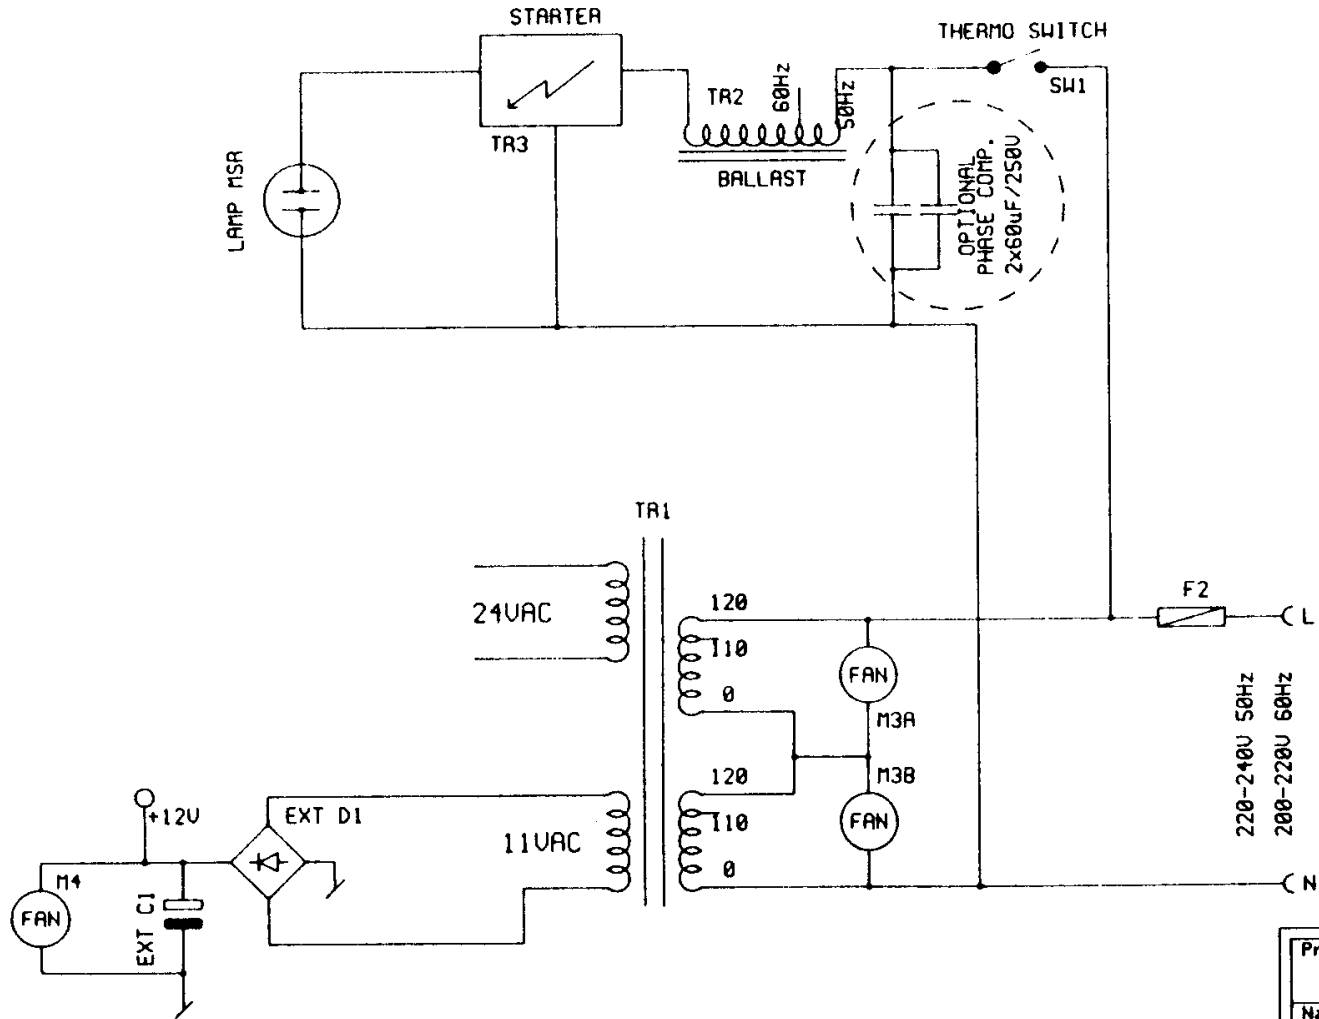 STARTER
THERMO SWITCH
SW1
TR2
60Hz
50Hz
TR3
BALLAST
LAMP MSR
OPTIONAL
PHASE COMP.
2x60uF/250V
TR1
24VAC
120
110
0
FAN
M3A
F2
L
220-240V 50Hz
200-220V 60Hz
M3B
120
110
0
FAN
11VAC
EXT D1
+12V
M4
FAN
EXT C1
N
Pr
Na